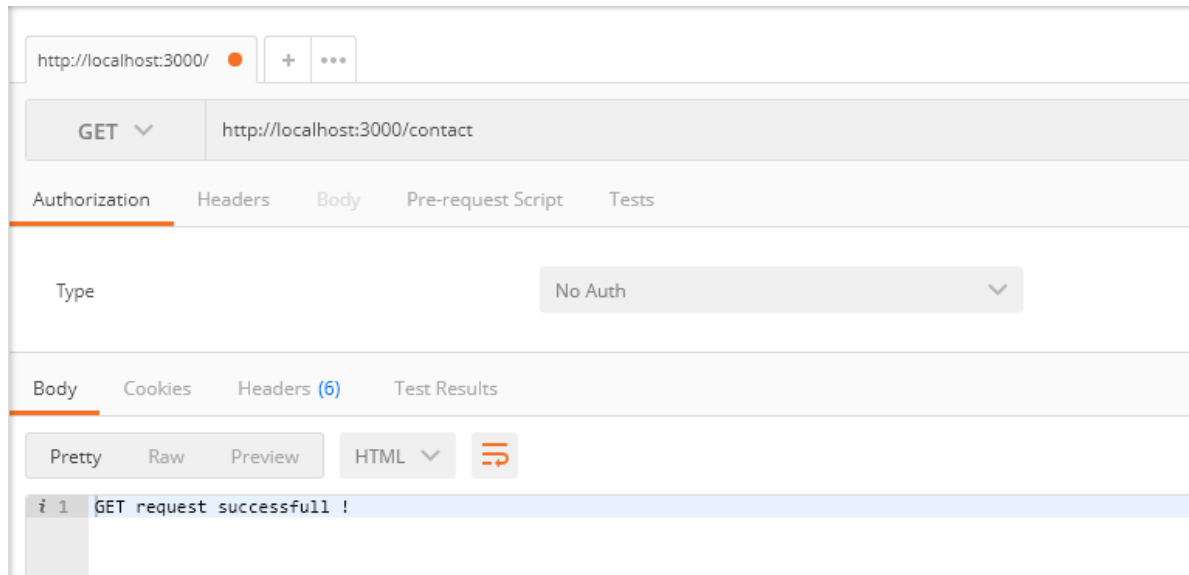 http://localhost:3000/ + •••
GET http://localhost:3000/contact
Authorization Headers Body Pre-request Script Tests
Type No Auth
Body Cookies Headers (6) Test Results
Pretty Raw Preview HTML
i 1 GET request successfull !